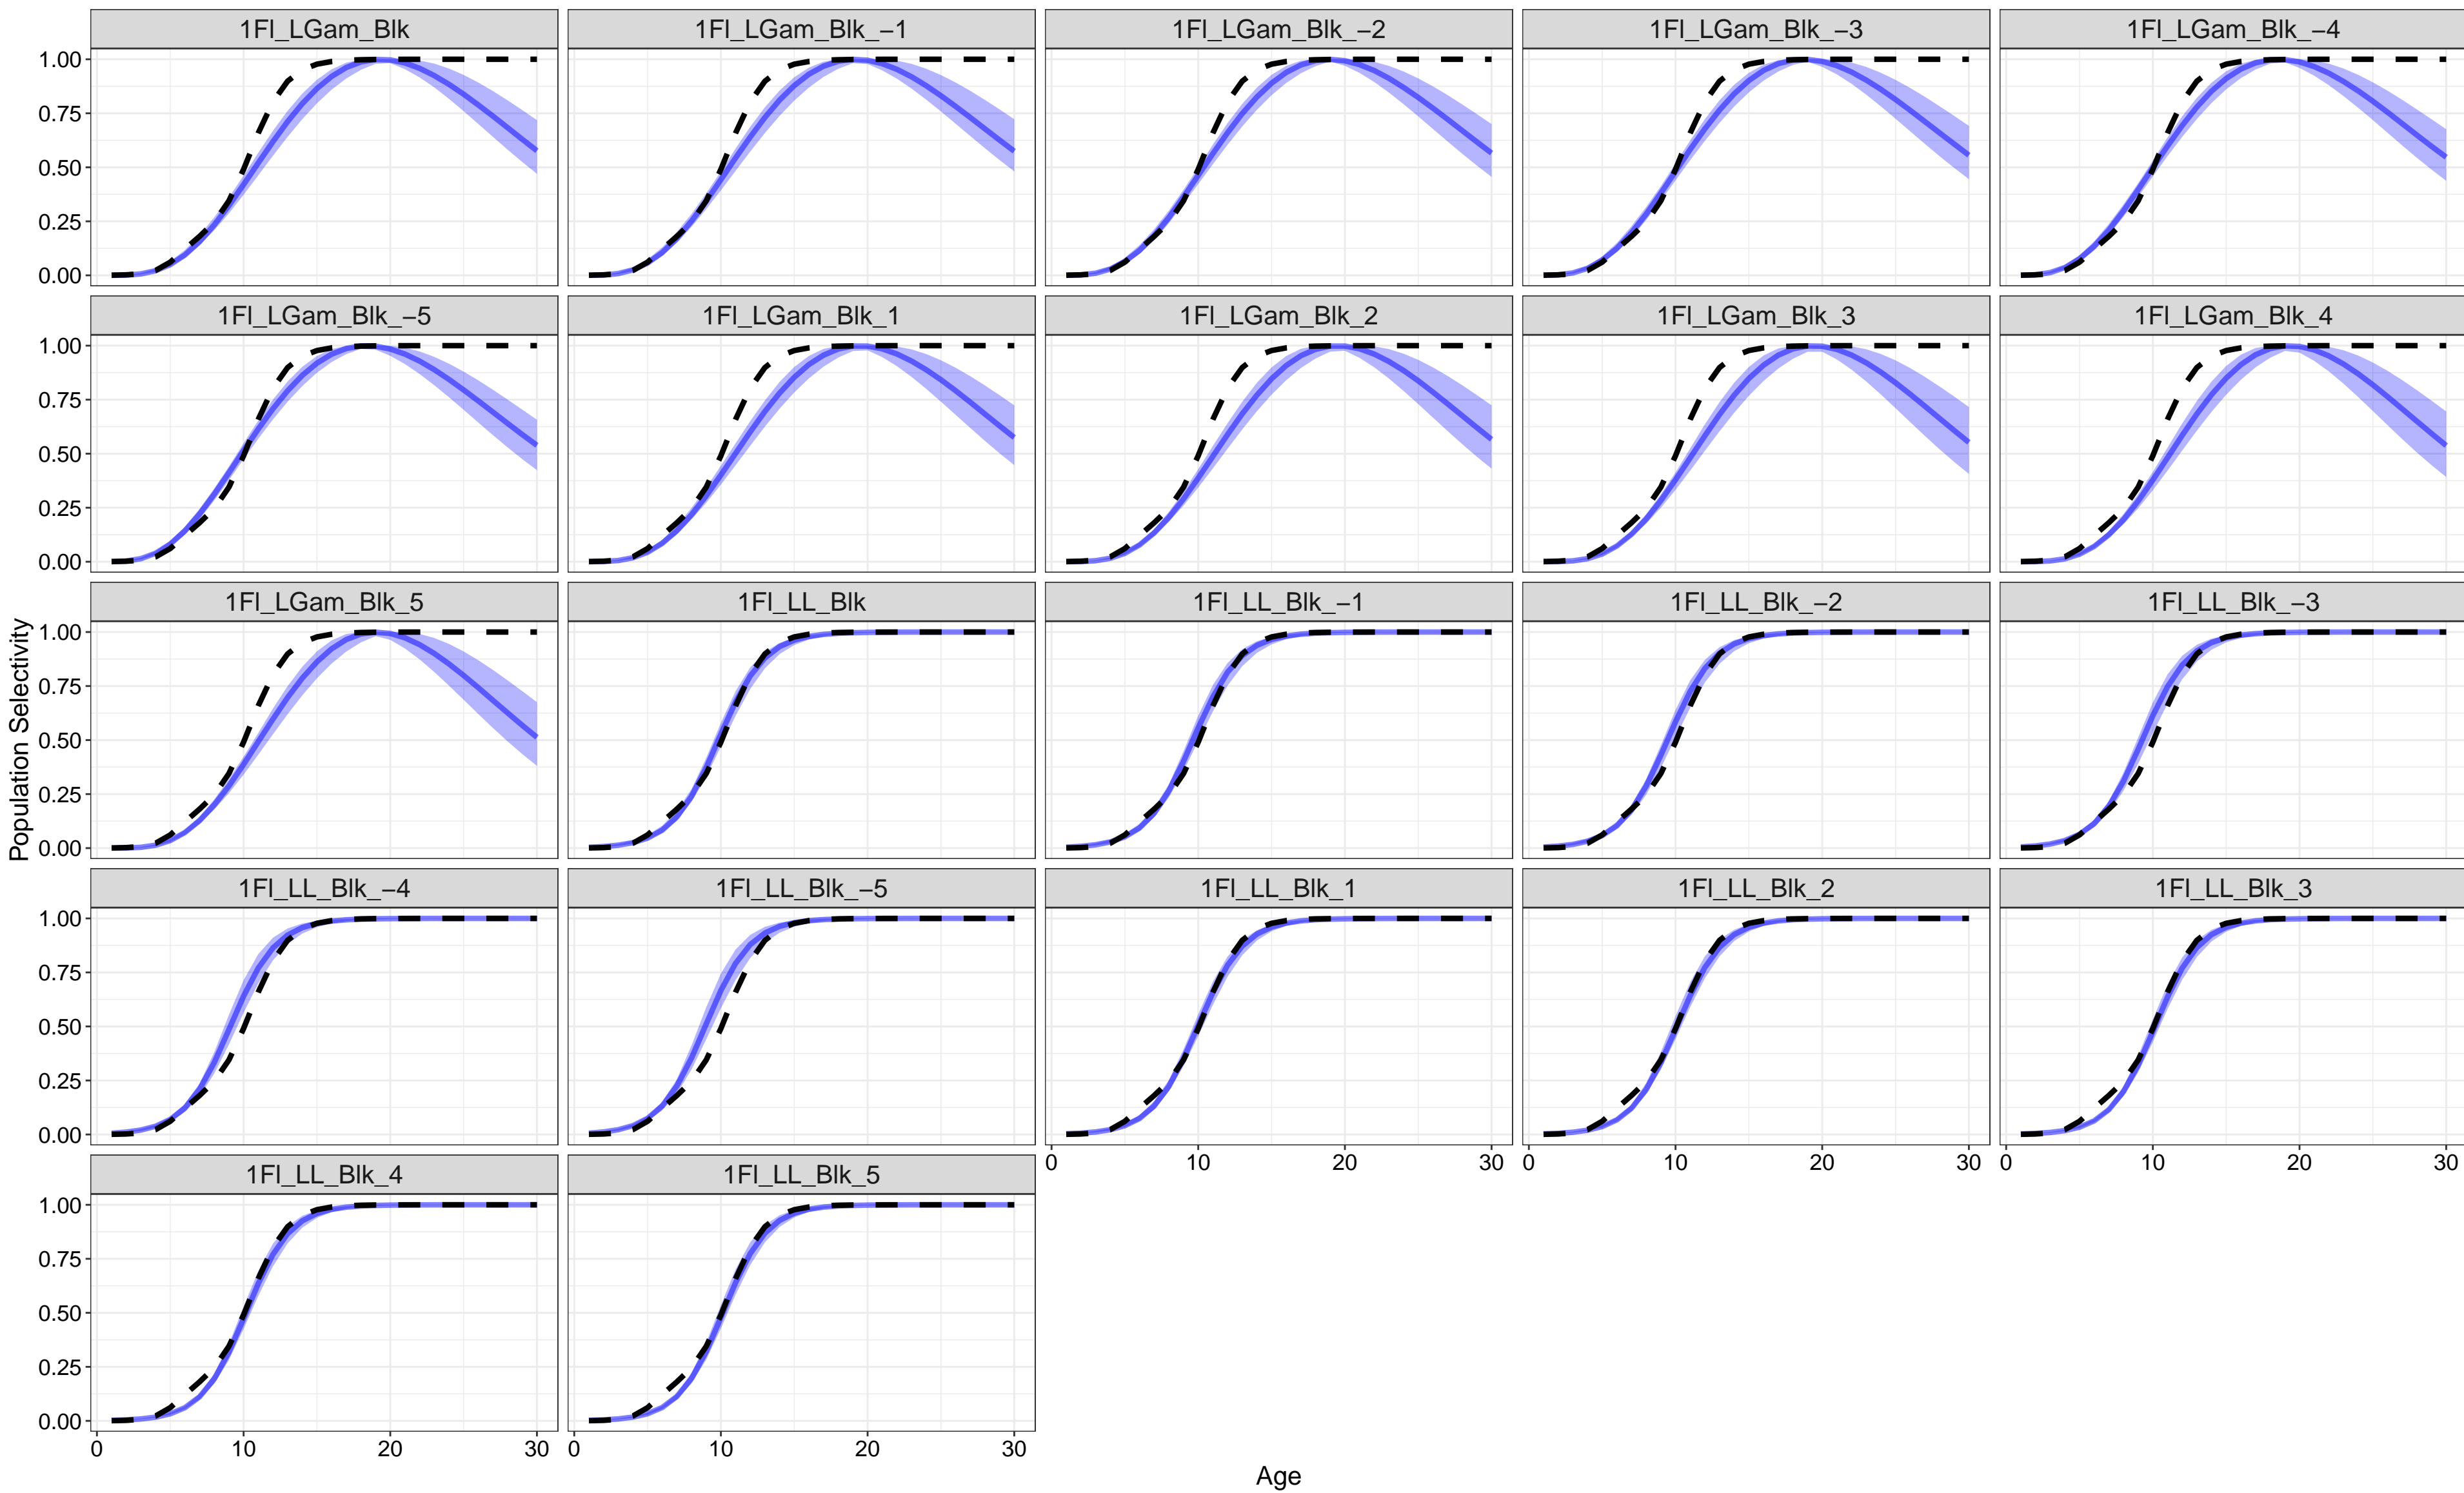 1Fl_LGam_Blk 1Fl_LGam_Blk_−1 1Fl_LGam_Blk_−2 1Fl_LGam_Blk_−3 1Fl_LGam_Blk_−4
1.00
0.75
0.50
0.25
0.00
1Fl_LGam_Blk_−5 1Fl_LGam_Blk_1 1Fl_LGam_Blk_2 1Fl_LGam_Blk_3 1Fl_LGam_Blk_4
1.00
0.75
0.50
0.25
0.00
1Fl_LGam_Blk_5 1Fl_LL_Blk 1Fl_LL_Blk_−1 1Fl_LL_Blk_−2 1Fl_LL_Blk_−3
1.00
0.75
0.50
0.25
0.00
Population Selectivity
1Fl_LL_Blk_−4 1Fl_LL_Blk_−5 1Fl_LL_Blk_1 1Fl_LL_Blk_2 1Fl_LL_Blk_3
1.00
0.75
0.50
0.25
0.00
0 10 20 30 0 10 20 30 0 10 20 30
1Fl_LL_Blk_4 1Fl_LL_Blk_5
1.00
0.75
0.50
0.25
0.00
0 10 20 30 0 10 20 30
Age